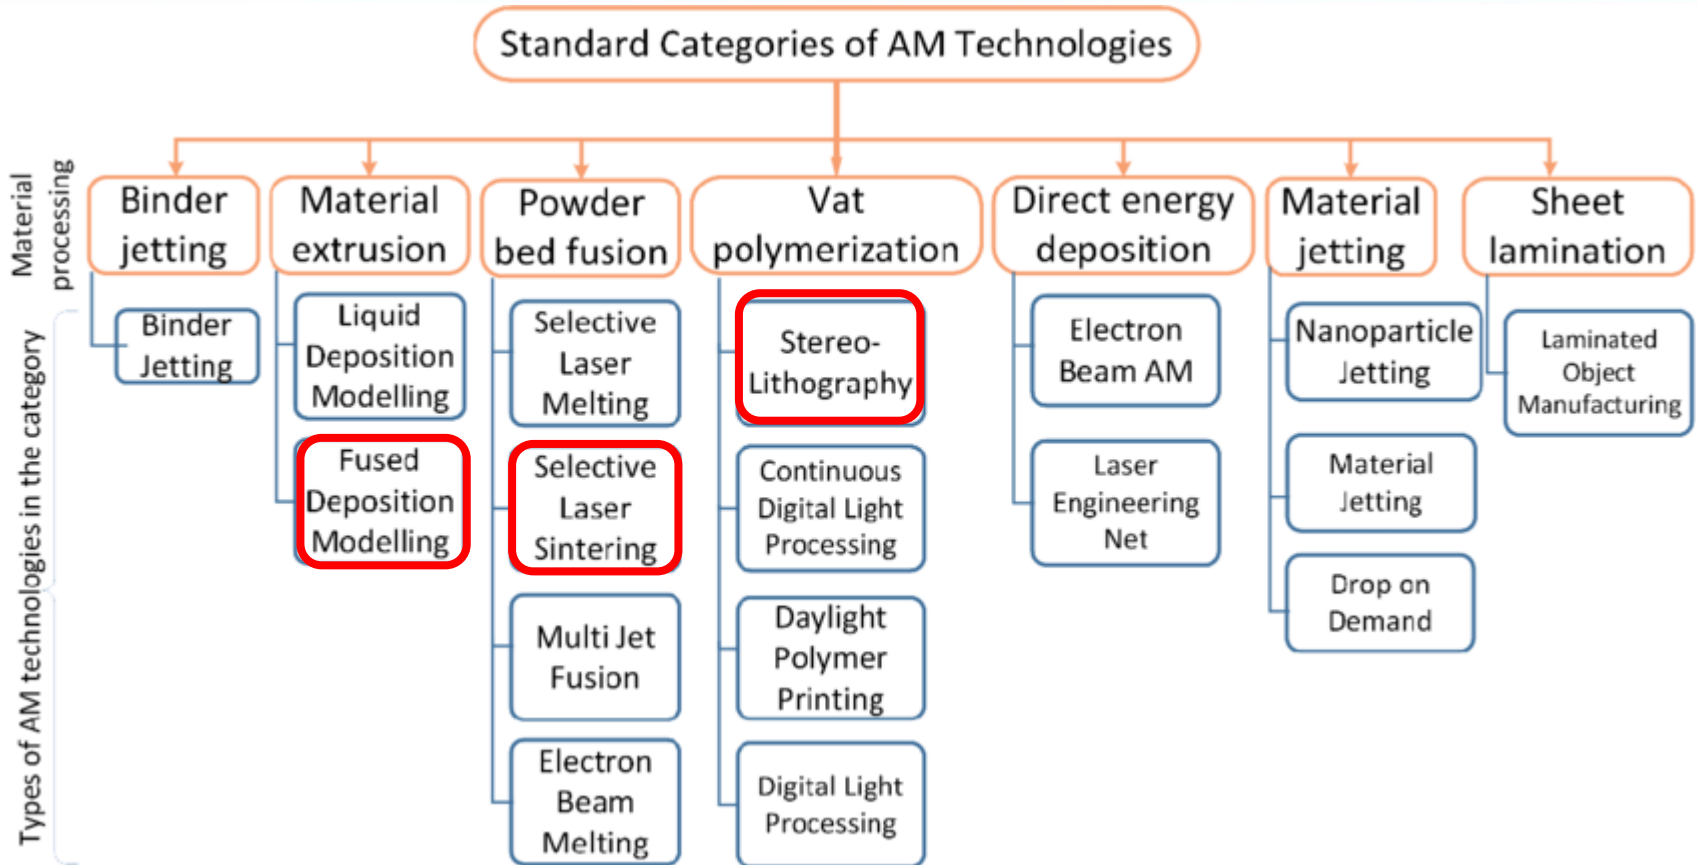 Standard Categories of AM Technologies
Material
processing
Binder
jetting
Material
extrusion
Powder
bed fusion
Vat
polymerization
Direct energy
deposition
Material
jetting
Sheet
lamination
Types of AM technologies in the category
Binder
Jetting
Liquid
Deposition
Modelling
Fused
Deposition
Modelling
Selective
Laser
Melting
Selective
Laser
Sintering
Multi Jet
Fusion
Electron
Beam
Melting
Stereo-
Lithography
Continuous
Digital Light
Processing
Daylight
Polymer
Printing
Digital Light
Processing
Electron
Beam AM
Laser
Engineering
Net
Nanoparticle
Jetting
Material
Jetting
Drop on
Demand
Laminated
Object
Manufacturing